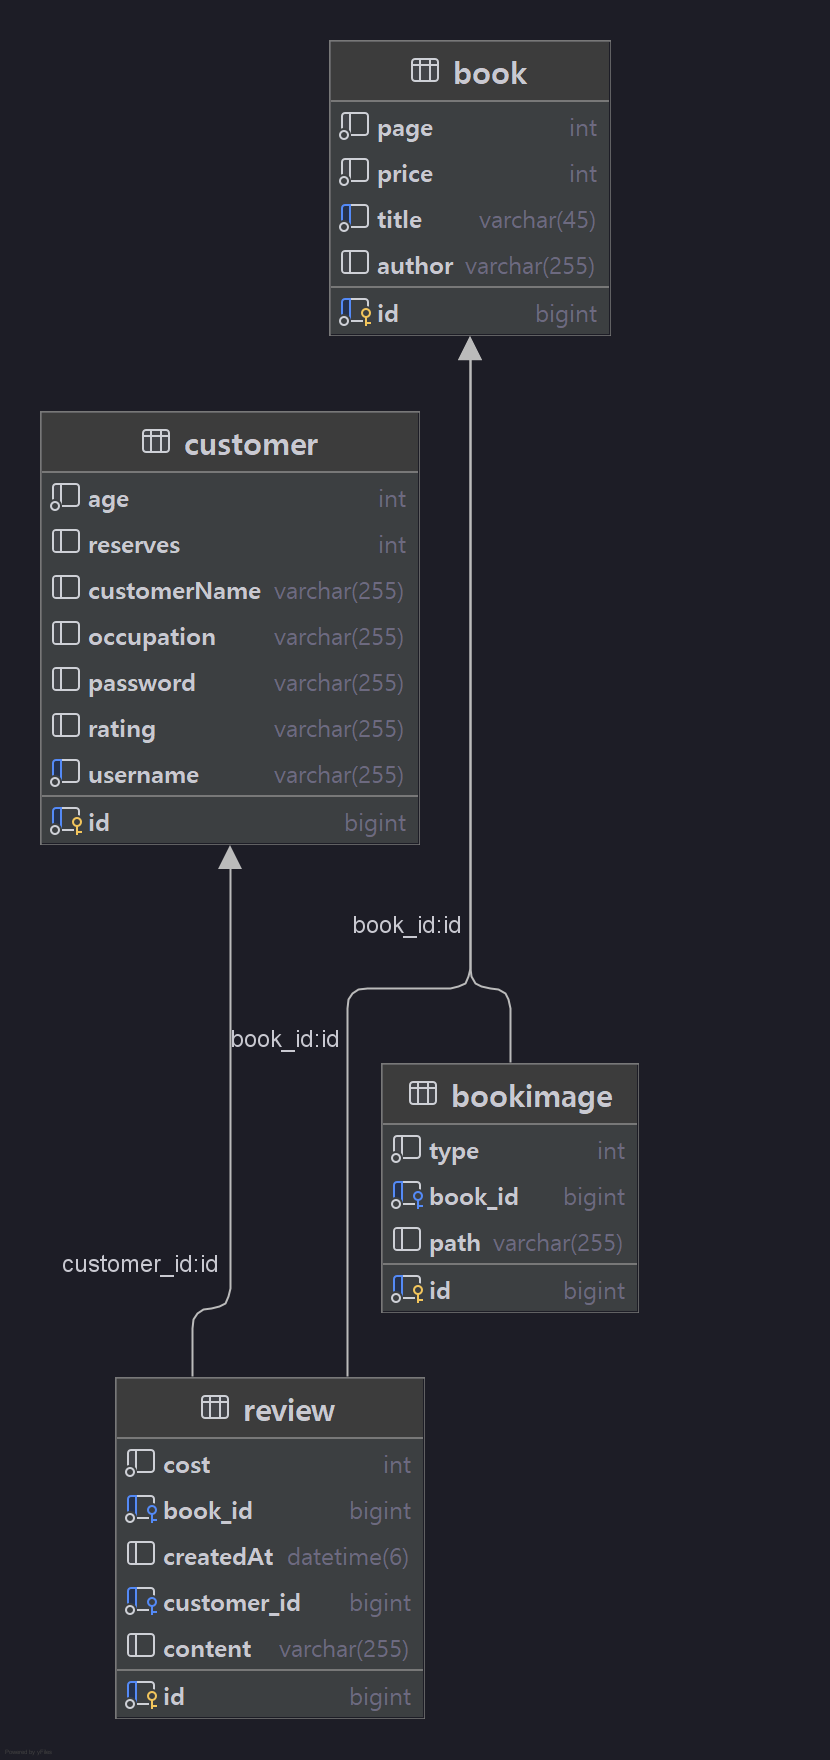 book
page int
price int
title varchar(45)
author varchar(255)
id bigint
customer
age int
reserves int
customerName varchar(255)
occupation varchar(255)
password varchar(255)
rating varchar(255)
username varchar(255)
id bigint
book_id:id
book_id:id
bookimage
type int
book_id bigint
path varchar(255)
id bigint
customer_id:id
review
cost int
book_id bigint
createdAt datetime(6)
customer_id bigint
content varchar(255)
id bigint
Powered by yFiles